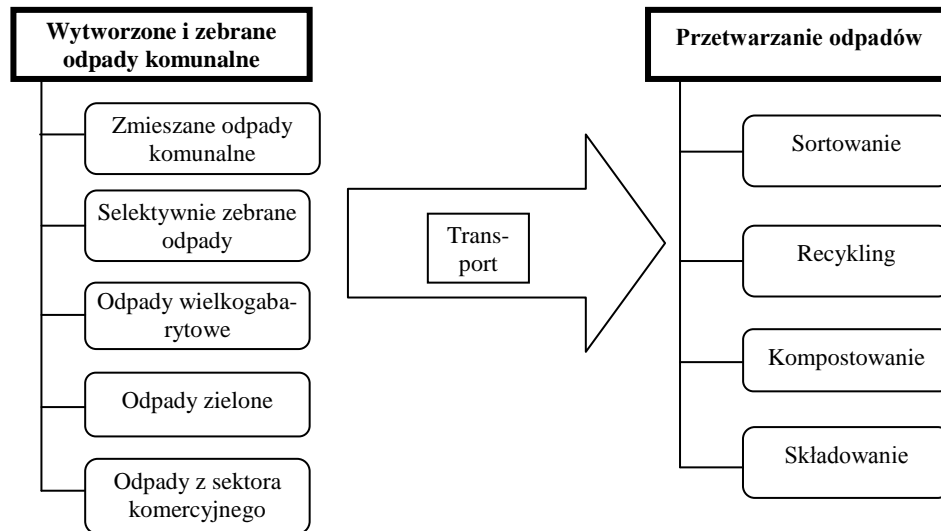 Wytworzone i zebrane
odpady komunalne
Zmieszane odpady
komunalne
Selektywnie zebrane
odpady
Odpady wielkogaba-
rytowe
Odpady zielone
Odpady z sektora
komercyjnego
Trans-
port
Przetwarzanie odpadów
Sortowanie
Recykling
Kompostowanie
Składowanie